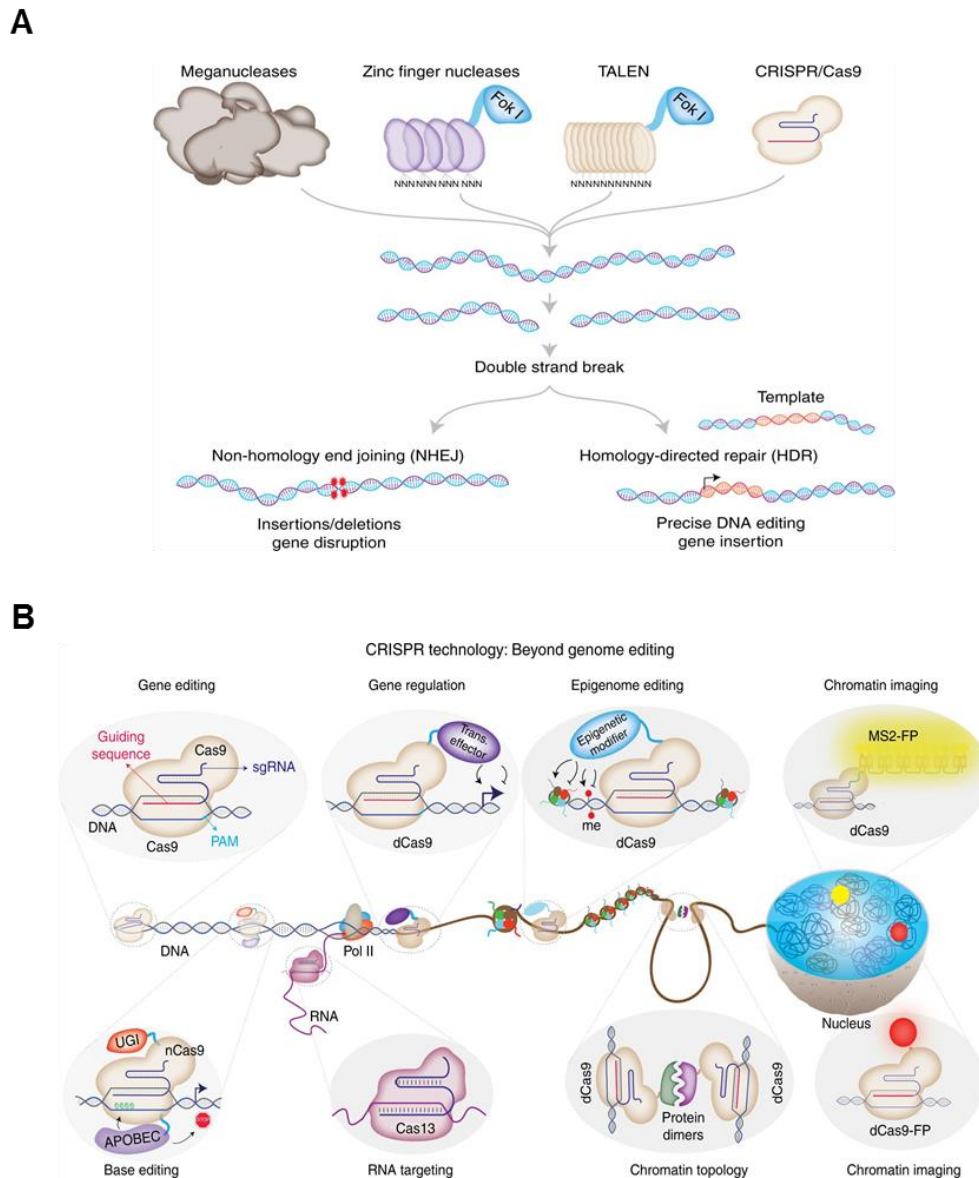 A
Meganucleases
Zinc finger nucleases
TALEN
CRISPR/Cas9
Fok I
Fok I
NNN NNN NNN NNN
NNNNNNNNNNN
Double strand break
Template
Non-homology end joining (NHEJ)
Homology-directed repair (HDR)
Insertions/deletions
gene disruption
Precise DNA editing
gene insertion
B
CRISPR technology: Beyond genome editing
Gene editing
Gene regulation
Epigenome editing
Chromatin imaging
Guiding
sequence
Cas9
sgRNA
DNA
PAM
Cas9
Trans.
effector
dCas9
Epigenetic
modifier
me
dCas9
MS2-FP
dCas9
DNA
Pol II
RNA
Nucleus
UGI
nCas9
APOBEC
STOP
Base editing
Cas13
RNA targeting
dCas9
Protein
dimers
dCas9
Chromatin topology
dCas9-FP
Chromatin imaging